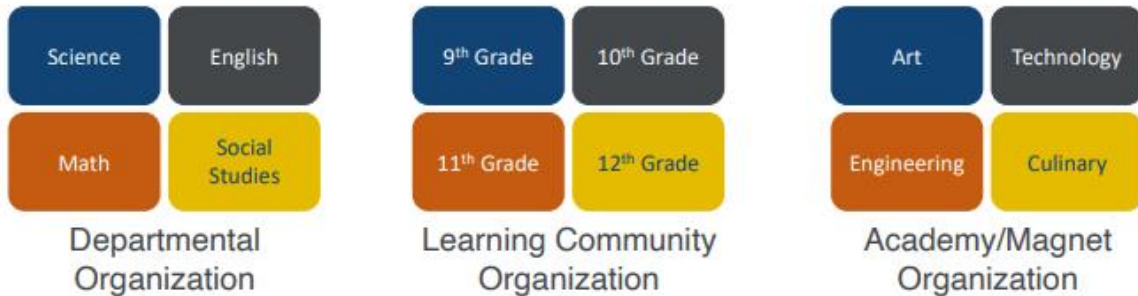 Science
English
Math
Social
Studies
Departmental
Organization
9th Grade
10th Grade
11th Grade
12th Grade
Learning Community
Organization
Art
Technology
Engineering
Culinary
Academy/Magnet
Organization